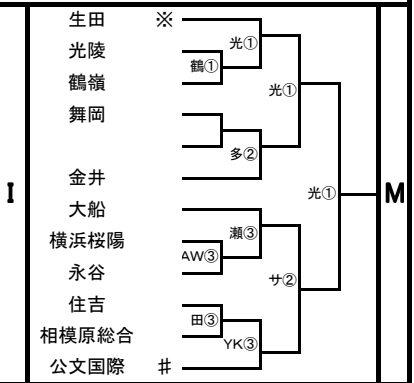 生田 ※
光陵
鶴嶺
舞岡
金井
大船
横浜桜陽
永谷
住吉
相模原総合
公文国際 #
I
M
光①
鶴①
光①
多②
光①
瀬③
AW③
サ②
田③
YK③